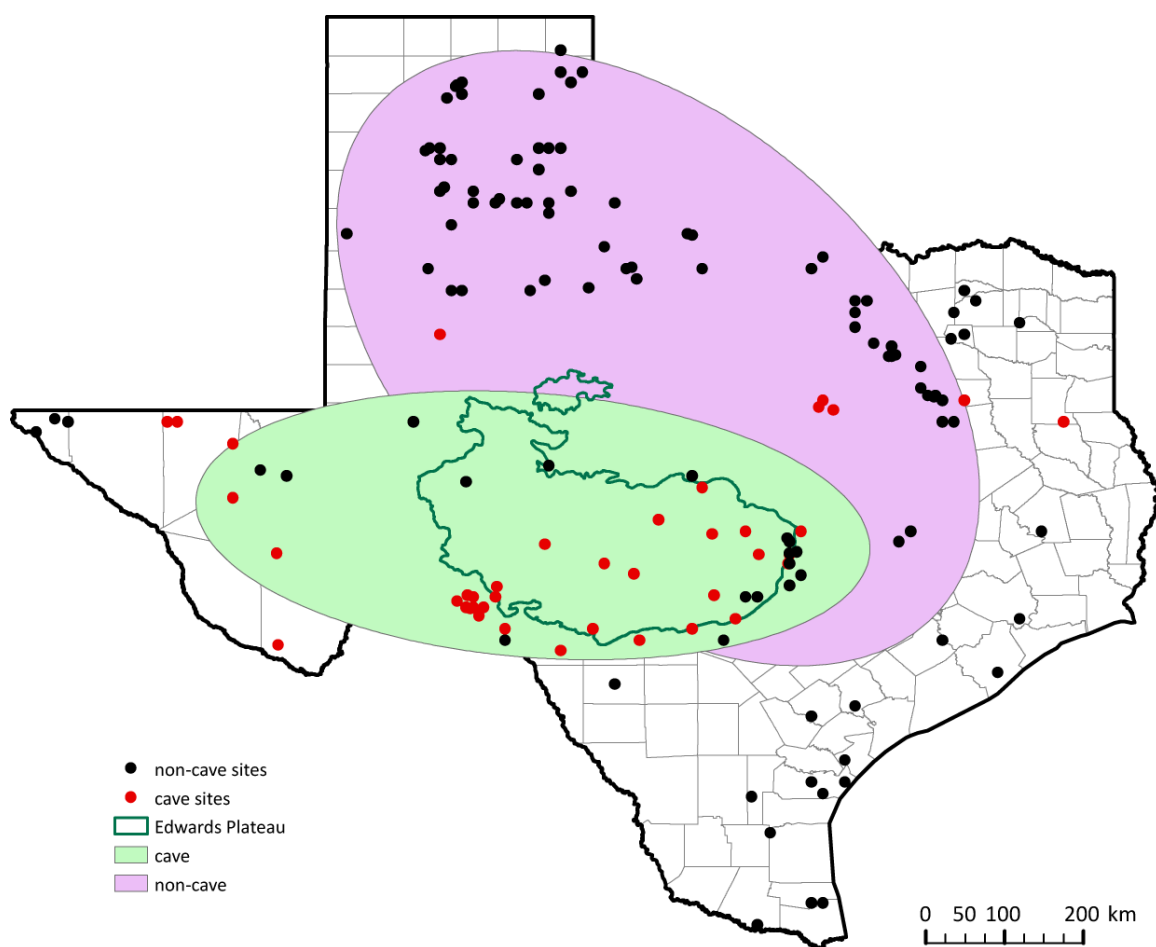 non-cave sites
cave sites
Edwards Plateau
cave
non-cave
0 50 100 200 km